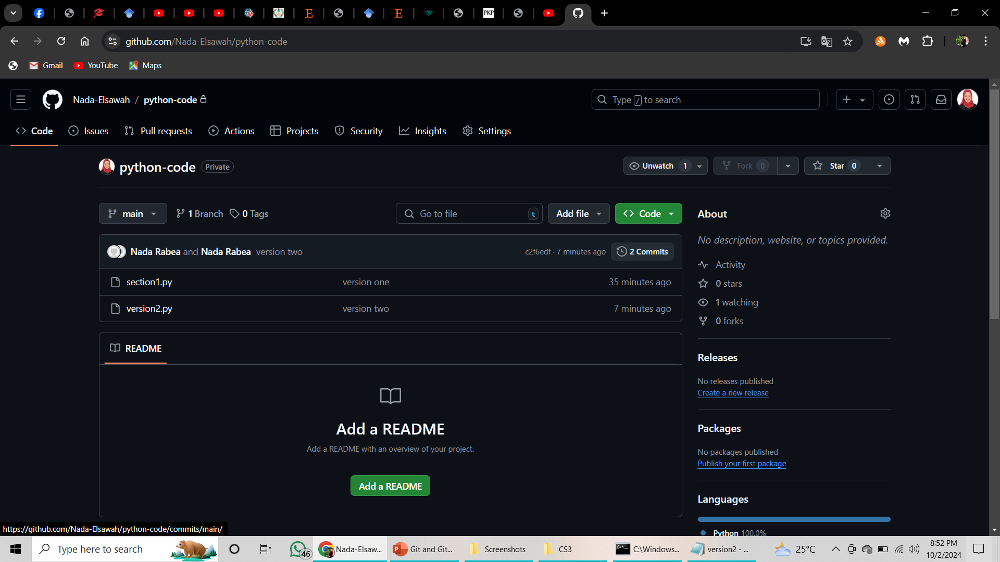 github.com/Nada-Elsawah/python-code
Gmail YouTube Maps
Nada-Elsawah / python-code
Type / to search
Code Issues Pull requests Actions Projects Security Insights Settings
python-code Private
Unwatch 1 Fork 0 Star 0
main 1 Branch 0 Tags
Go to file t Add file Code
Nada Rabea and Nada Rabea version two c2f6edf · 7 minutes ago 2 Commits
section1.py version one 35 minutes ago
version2.py version two 7 minutes ago
README
Add a README
Add a README with an overview of your project.
Add a README
About
No description, website, or topics provided.
Activity
0 stars
1 watching
0 forks
Releases
No releases published
Create a new release
Packages
No packages published
Publish your first package
Languages
Python 100.0%
https://github.com/Nada-Elsawah/python-code/commits/main/
Type here to search
46
Nada-Elsaw...
Git and Git...
Screenshots
CS3
C:\Windows...
version2 - ...
25°C
8:52 PM
10/2/2024